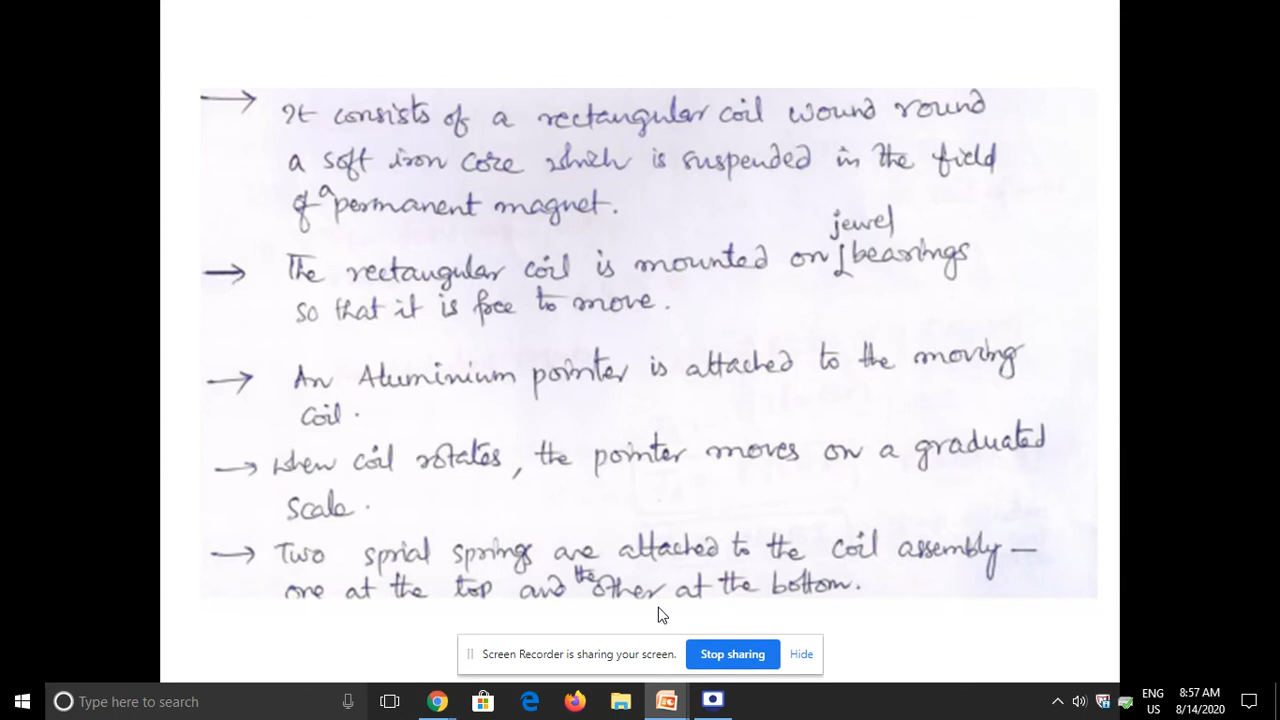 → It consists of a rectangular coil wound round
a soft iron core which is suspended in the field
of a permanent magnet.
→ The rectangular coil is mounted on jewel bearings
so that it is free to move.
→ An Aluminium pointer is attached to the moving
coil.
→ When coil rotates, the pointer moves on a graduated
scale.
→ Two sprial springs are attached to the coil assembly —
one at the top and the other at the bottom.
Screen Recorder is sharing your screen. Stop sharing Hide
Type here to search
ENG 8:57 AM
US 8/14/2020